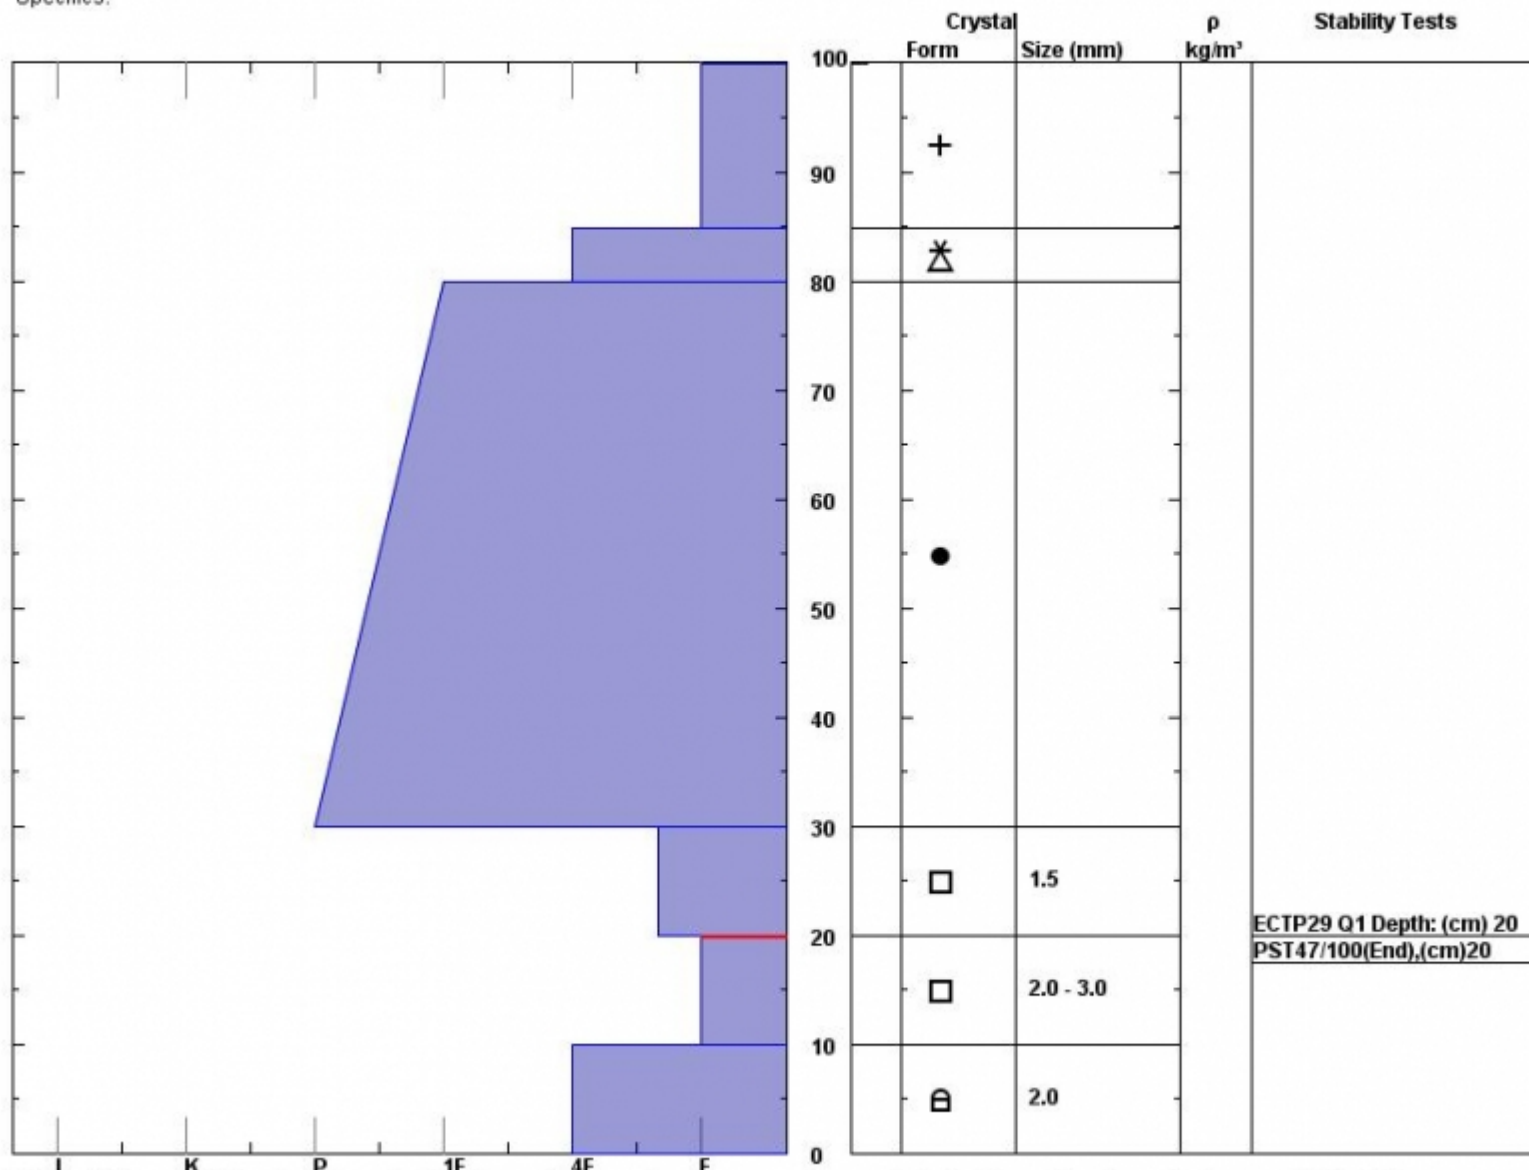 Specifics:
Crystal ρ Stability Tests
Form Size (mm) kg/m³
100
90
80
70
60
50
40
30
1.5
ECTP29 Q1 Depth: (cm) 20
20
PST47/100(End),(cm)20
2.0 - 3.0
10
2.0
0
I K P 1F 4F F